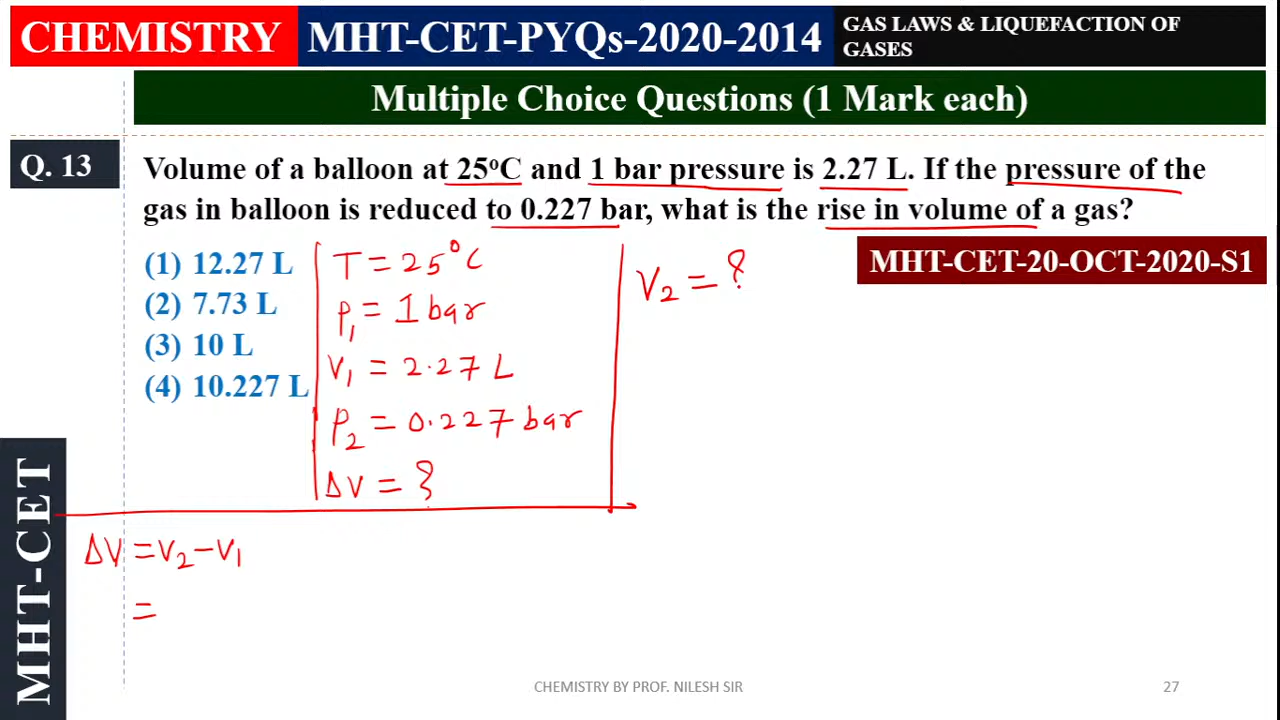 CHEMISTRY MHT-CET-PYQs-2020-2014 GAS LAWS & LIQUEFACTION OF
GASES
Multiple Choice Questions (1 Mark each)
Q. 13 Volume of a balloon at 25°C and 1 bar pressure is 2.27 L. If the pressure of the
gas in balloon is reduced to 0.227 bar, what is the rise in volume of a gas?
MHT-CET-20-OCT-2020-S1
(1) 12.27 L
(2) 7.73 L
(3) 10 L
(4) 10.227 L
T = 25°C
P₁ = 1 bar
V₁ = 2.27 L
P₂ = 0.227 bar
ΔV = ?
V₂ = ?
ΔV = V₂ - V₁
=
MHT-CET
CHEMISTRY BY PROF. NILESH SIR
27